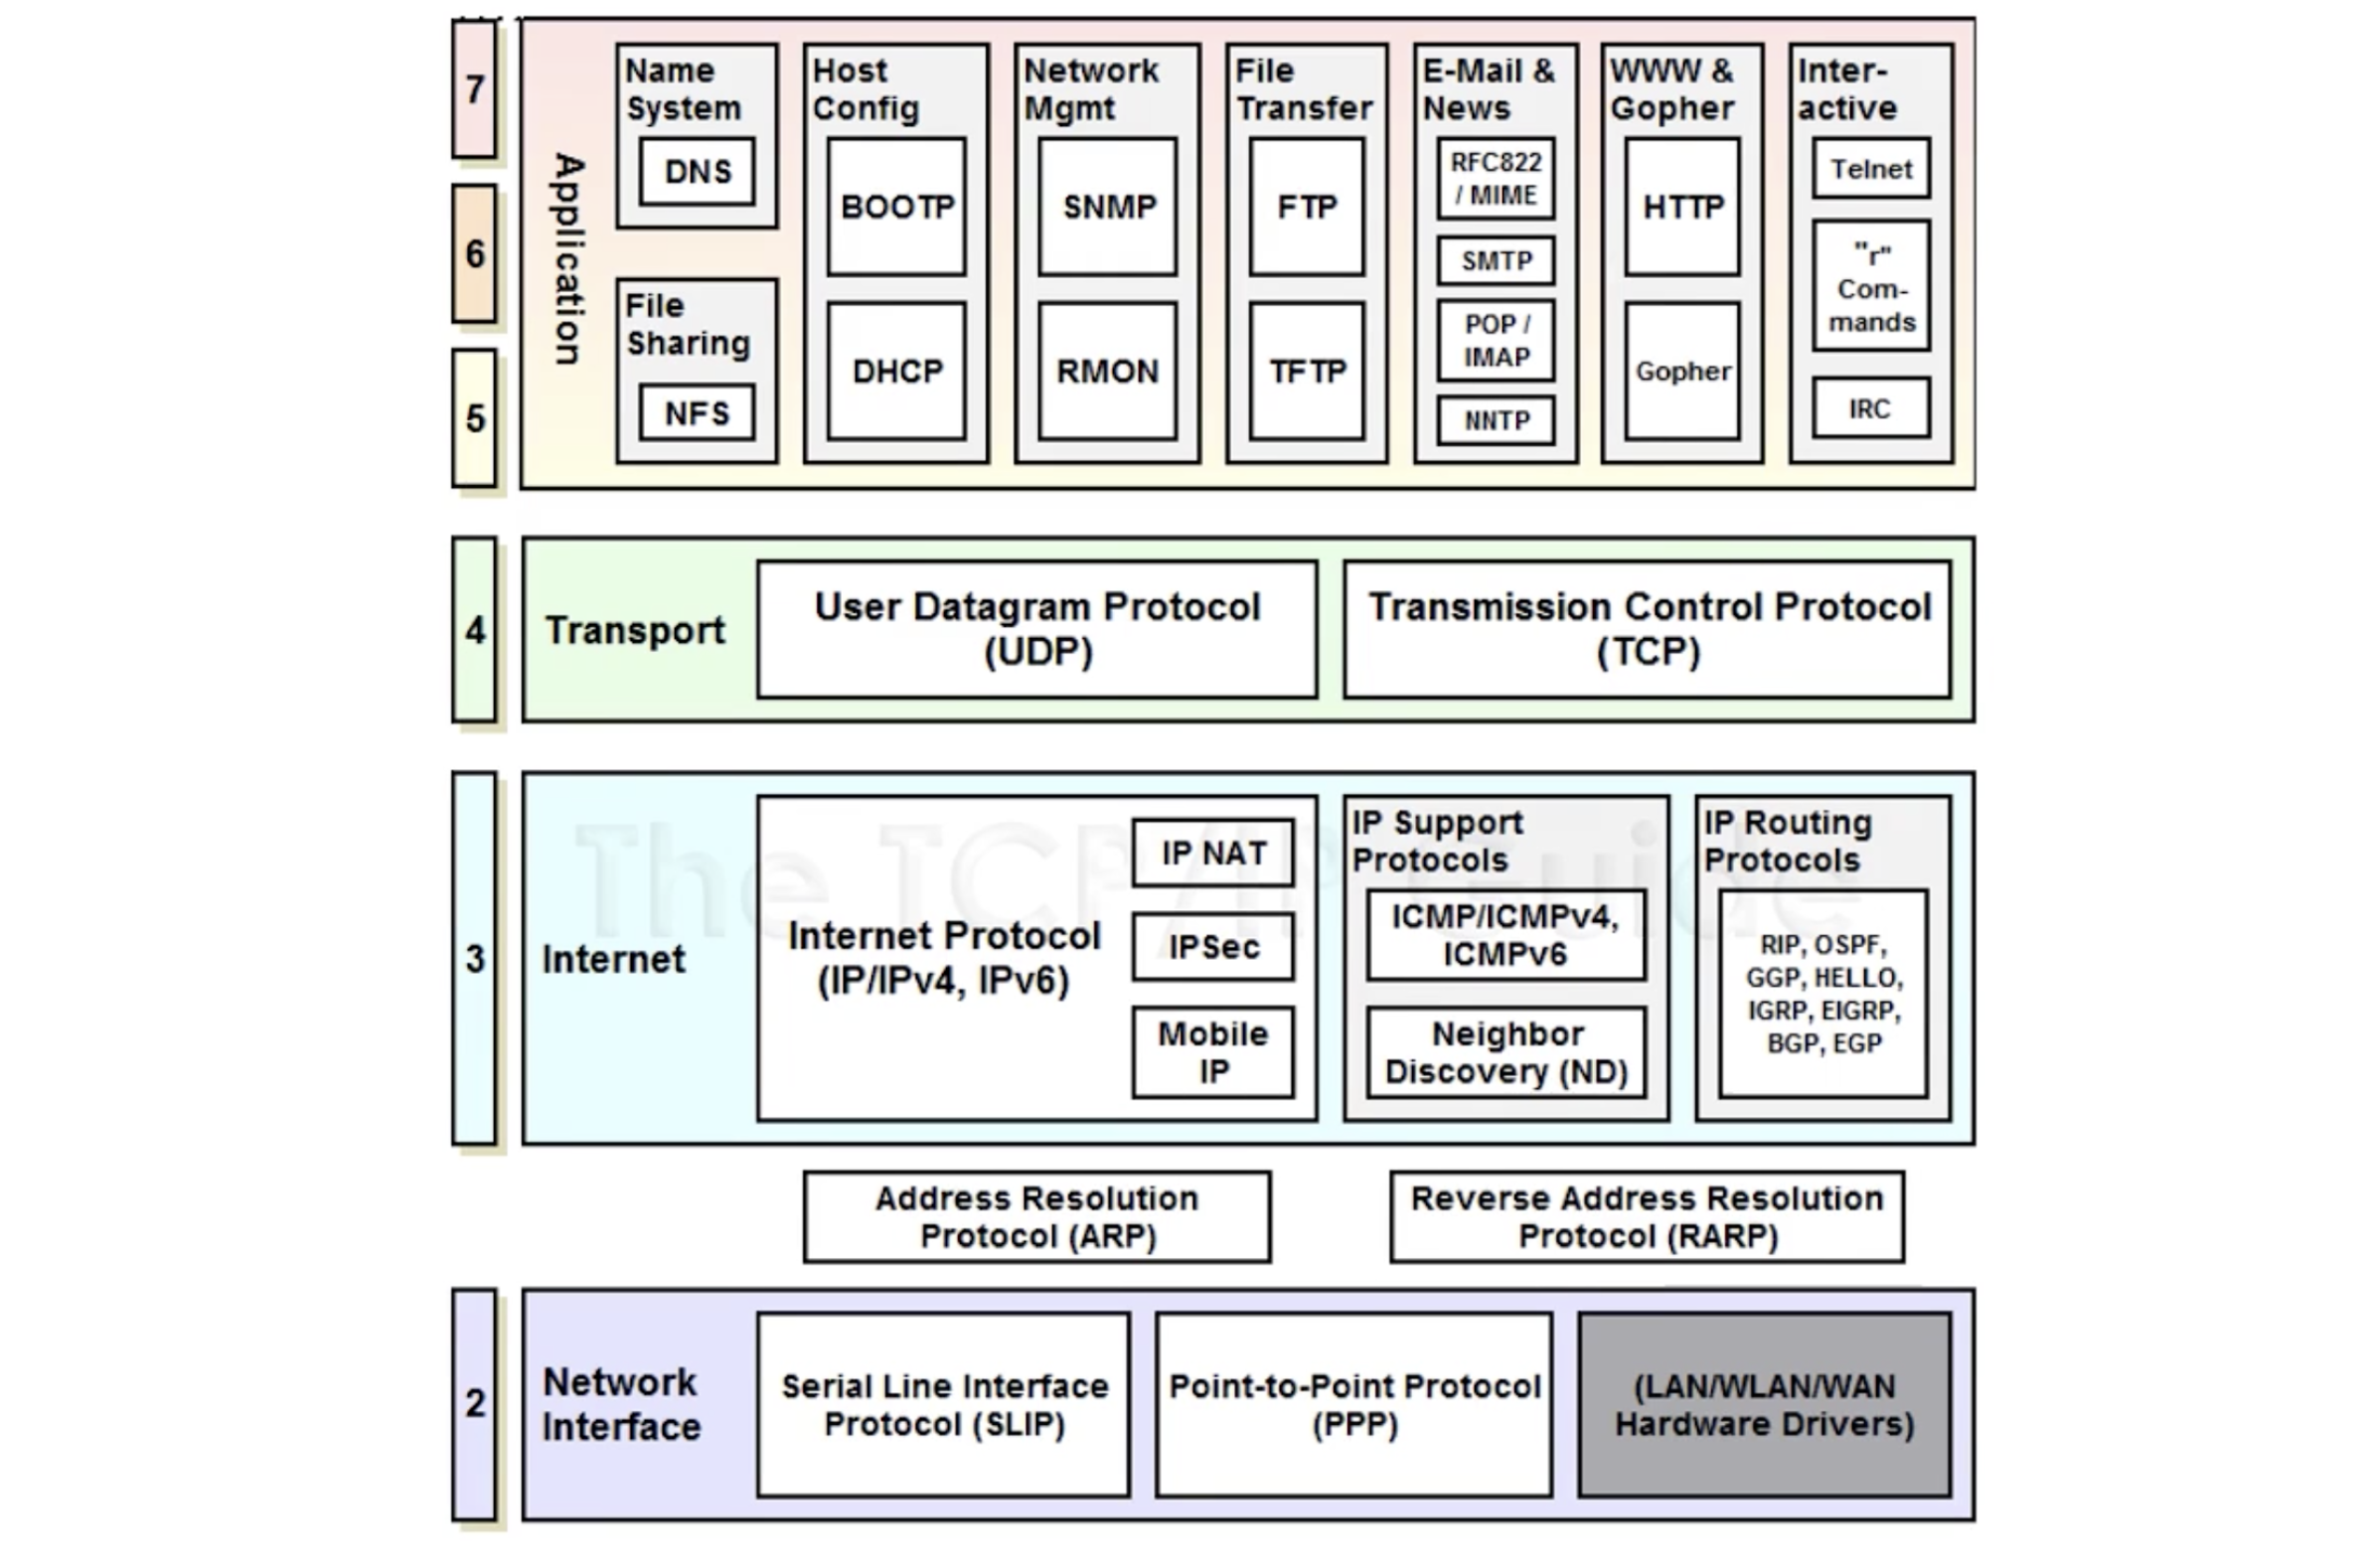 7
6
5
Application
Name
System
DNS
File
Sharing
NFS
Host
Config
BOOTP
DHCP
Network
Mgmt
SNMP
RMON
File
Transfer
FTP
TFTP
E-Mail &
News
RFC822
/ MIME
SMTP
POP /
IMAP
NNTP
WWW &
Gopher
HTTP
Gopher
Inter-
active
Telnet
"r"
Com-
mands
IRC
4
Transport
User Datagram Protocol
(UDP)
Transmission Control Protocol
(TCP)
3
Internet
The TCP/IP Guide
Internet Protocol
(IP/IPv4, IPv6)
IP NAT
IPSec
Mobile
IP
IP Support
Protocols
ICMP/ICMPv4,
ICMPv6
Neighbor
Discovery (ND)
IP Routing
Protocols
RIP, OSPF,
GGP, HELLO,
IGRP, EIGRP,
BGP, EGP
Address Resolution
Protocol (ARP)
Reverse Address Resolution
Protocol (RARP)
2
Network
Interface
Serial Line Interface
Protocol (SLIP)
Point-to-Point Protocol
(PPP)
(LAN/WLAN/WAN
Hardware Drivers)